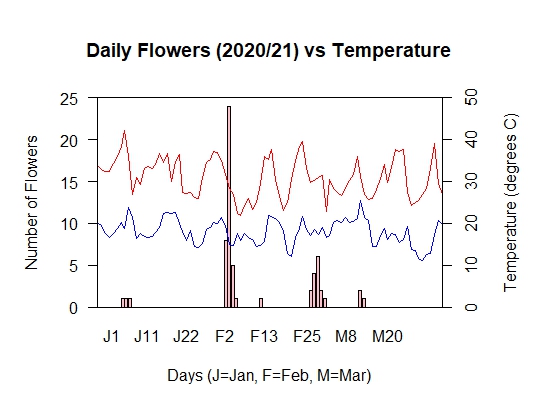 Daily Flowers (2020/21) vs Temperature
Number of Flowers
25
20
15
10
5
0
50
40
30
20
10
0
Temperature (degrees C)
J1 J11 J22 F2 F13 F25 M8 M20
Days (J=Jan, F=Feb, M=Mar)